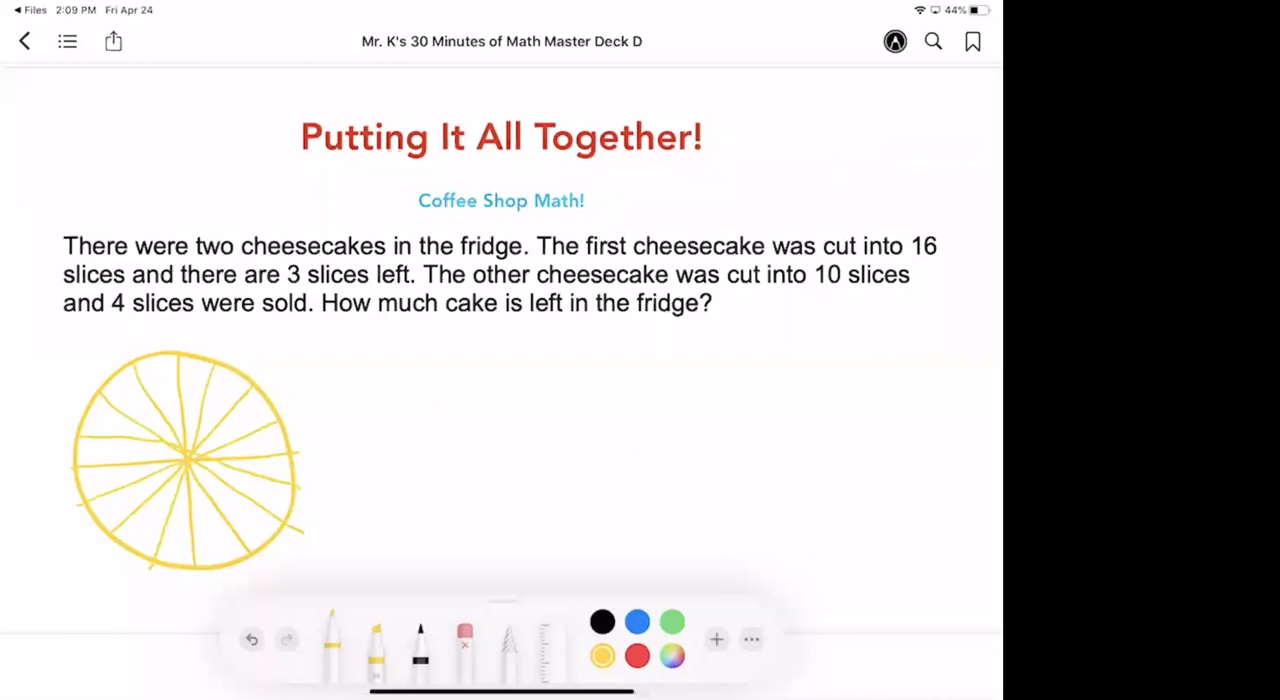 Files 2:09 PM Fri Apr 24 44%
Mr. K's 30 Minutes of Math Master Deck D
Putting It All Together!
Coffee Shop Math!
There were two cheesecakes in the fridge. The first cheesecake was cut into 16
slices and there are 3 slices left. The other cheesecake was cut into 10 slices
and 4 slices were sold. How much cake is left in the fridge?